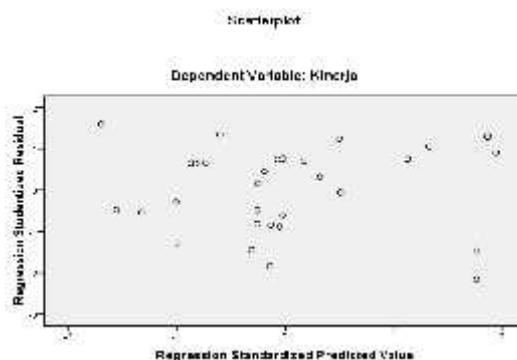 Scatterplot
Dependent Variable: Kinerja
Regression Studentized Residual
Regression Standardized Predicted Value